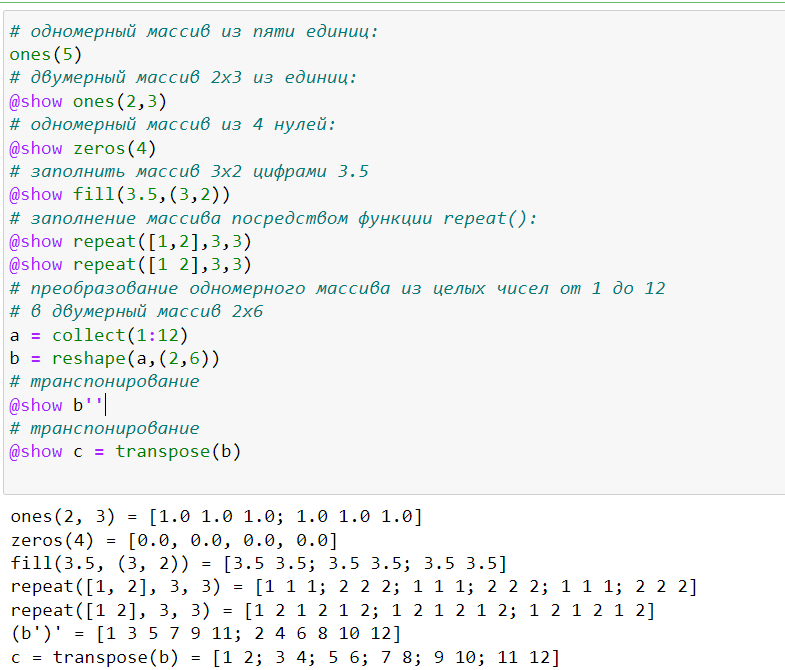 # одномерный массив из пяти единиц:
ones(5)
# двумерный массив 2x3 из единиц:
@show ones(2,3)
# одномерный массив из 4 нулей:
@show zeros(4)
# заполнить массив 3x2 цифрами 3.5
@show fill(3.5,(3,2))
# заполнение массива посредством функции repeat():
@show repeat([1,2],3,3)
@show repeat([1 2],3,3)
# преобразование одномерного массива из целых чисел от 1 до 12
# в двумерный массив 2x6
a = collect(1:12)
b = reshape(a,(2,6))
# транспонирование
@show b''
# транспонирование
@show c = transpose(b)
ones(2, 3) = [1.0 1.0 1.0; 1.0 1.0 1.0]
zeros(4) = [0.0, 0.0, 0.0, 0.0]
fill(3.5, (3, 2)) = [3.5 3.5; 3.5 3.5; 3.5 3.5]
repeat([1, 2], 3, 3) = [1 1 1; 2 2 2; 1 1 1; 2 2 2; 1 1 1; 2 2 2]
repeat([1 2], 3, 3) = [1 2 1 2 1 2; 1 2 1 2 1 2; 1 2 1 2 1 2]
(b')' = [1 3 5 7 9 11; 2 4 6 8 10 12]
c = transpose(b) = [1 2; 3 4; 5 6; 7 8; 9 10; 11 12]